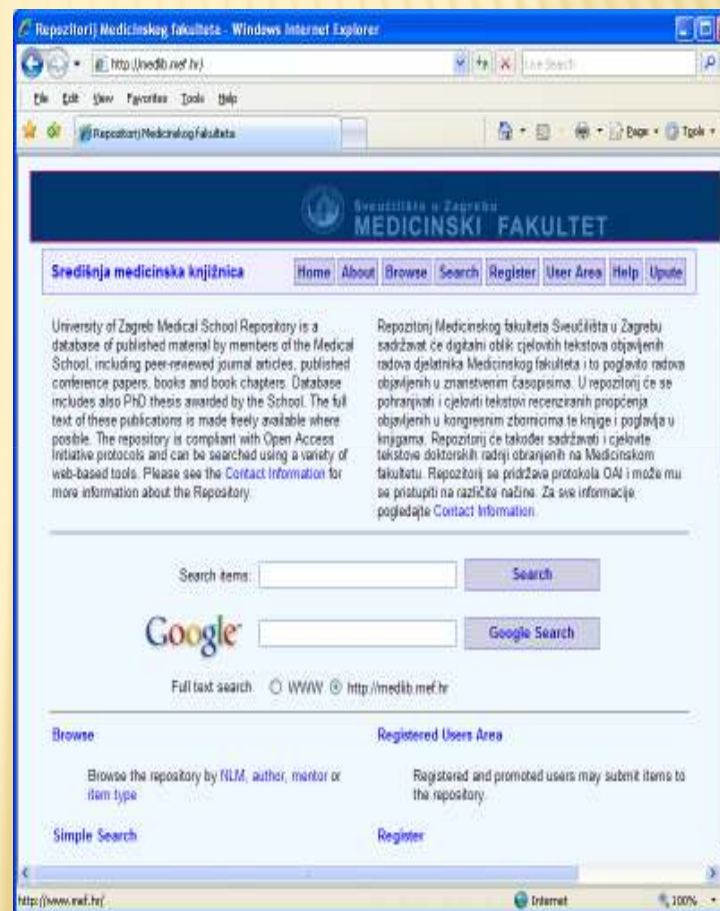 Repozitorij Medicinskog fakulteta - Windows Internet Explorer
http://medlib.mef.hr/
Live Search
File Edit View Favorites Tools Help
Repozitorij Medicinskog fakulteta
Page Tools
Sveučilište u Zagrebu
MEDICINSKI FAKULTET
Središnja medicinska knjižnica
Home About Browse Search Register User Area Help Upute
University of Zagreb Medical School Repository is a
database of published material by members of the Medical
School, including peer-reviewed journal articles, published
conference papers, books and book chapters. Database
includes also PhD thesis awarded by the School. The full
text of these publications is made freely available where
posible. The repository is compliant with Open Access
Initiative protocols and can be searched using a variety of
web-based tools. Please see the Contact Information for
more information about the Repository.
Repozitorij Medicinskog fakulteta Sveučilišta u Zagrebu
sadržavat će digitalni oblik cjelovitih tekstova objavljenih
radova djelatnika Medicinskog fakulteta i to poglavito radova
objavljenih u znanstvenim časopisima. U repozitorij će se
pohranjivati i cjeloviti tekstovi recenziranih priopćenja
objavljenih u kongresnim zbornicima te knjige i poglavlja u
knjigama. Repozitorij će također sadržavati i cjelovite
tekstove doktorskih radnji obranjenih na Medicinskom
fakultetu. Repozitorij se pridržava protokola OAI i može mu
se pristupiti na različite načine. Za sve informacije
pogledajte Contact Information.
Search items:
Search
Google
Google Search
Full text search
WWW
http://medlib.mef.hr
Browse
Browse the repository by NLM, author, mentor or
item type
Registered Users Area
Registered and promoted users may submit items to
the repository.
Simple Search
Register
http://www.mef.hr/
Internet
100%